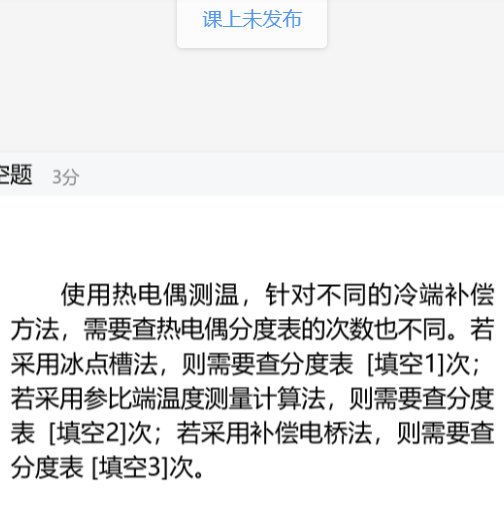 课上未发布
空题 3分
使用热电偶测温，针对不同的冷端补偿
方法，需要查热电偶分度表的次数也不同。若
采用冰点槽法，则需要查分度表 [填空1]次；
若采用参比端温度测量计算法，则需要查分度
表 [填空2]次；若采用补偿电桥法，则需要查
分度表 [填空3]次。